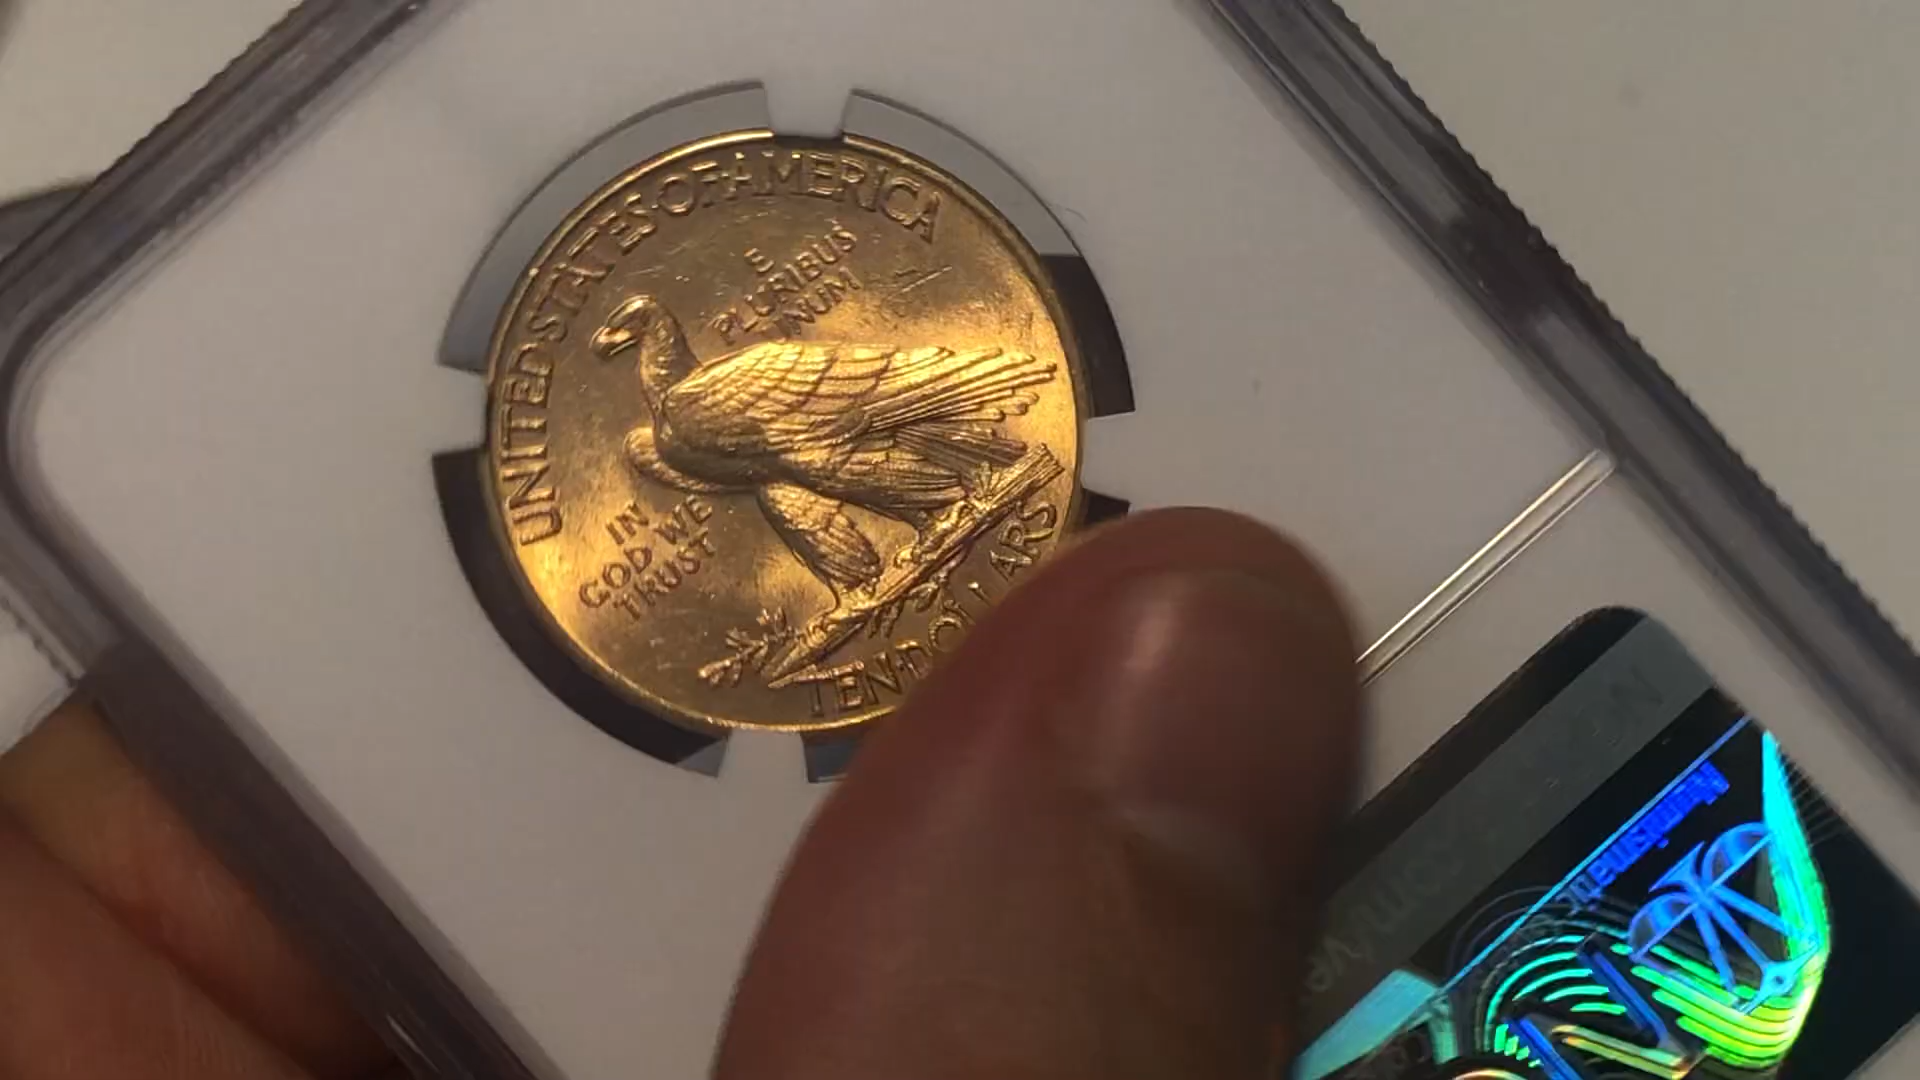 UNITED·STATES·OF·AMERICA
E
PLURIBUS
UNUM
IN
GOD WE
TRUST
TEN·DOLLARS